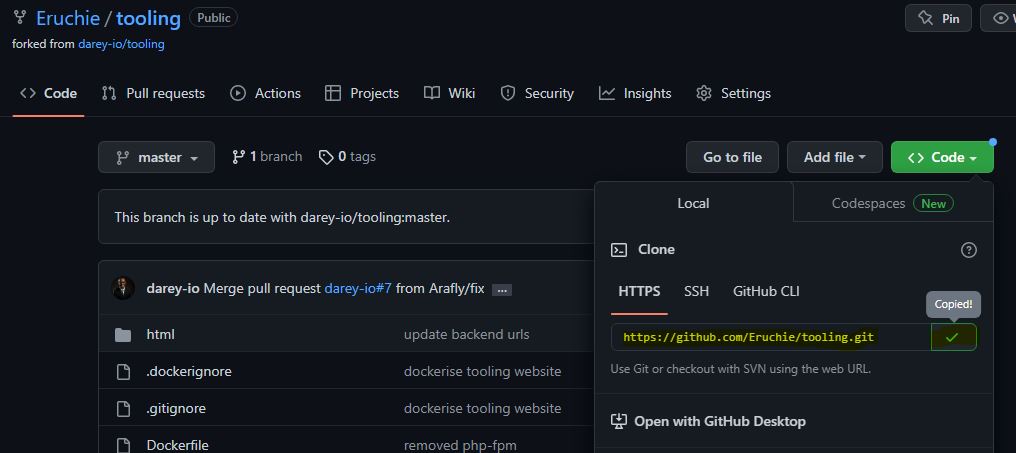 Eruchie / tooling Public
Pin
forked from darey-io/tooling
<> Code Pull requests Actions Projects Wiki Security Insights Settings
master 1 branch 0 tags Go to file Add file <> Code
This branch is up to date with darey-io/tooling:master.
Local Codespaces New
Clone
HTTPS SSH GitHub CLI
Copied!
https://github.com/Eruchie/tooling.git
Use Git or checkout with SVN using the web URL.
Open with GitHub Desktop
darey-io Merge pull request darey-io#7 from Arafly/fix ...
html update backend urls
.dockerignore dockerise tooling website
.gitignore dockerise tooling website
Dockerfile removed php-fpm